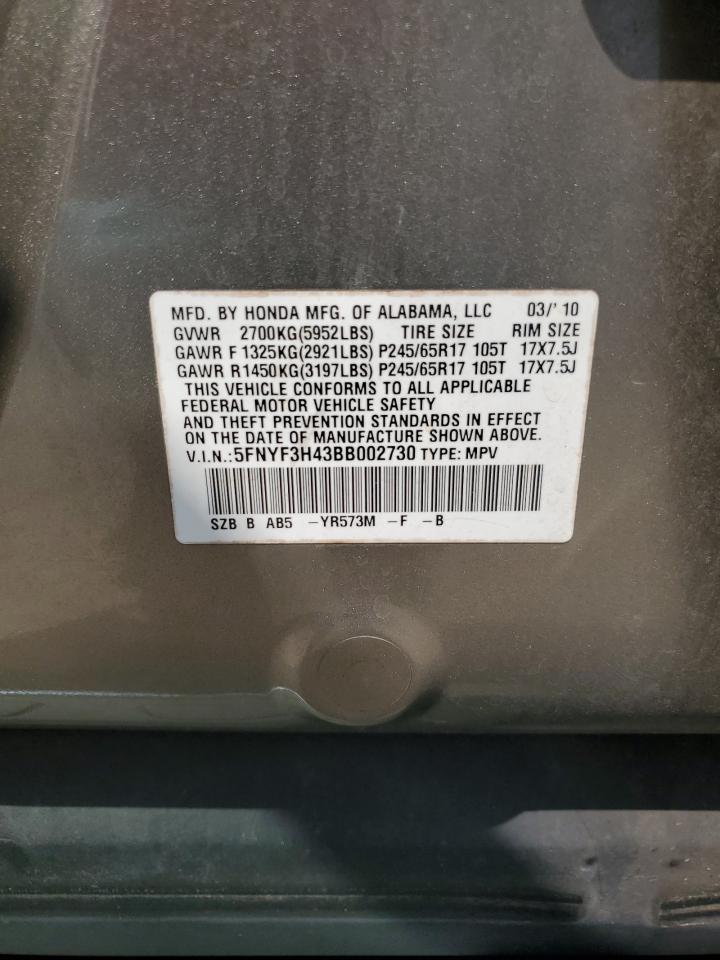 MFD. BY HONDA MFG. OF ALABAMA, LLC 03/'10
GVWR 2700KG(5952LBS) TIRE SIZE RIM SIZE
GAWR F 1325KG(2921LBS) P245/65R17 105T 17X7.5J
GAWR R1450KG(3197LBS) P245/65R17 105T 17X7.5J
THIS VEHICLE CONFORMS TO ALL APPLICABLE
FEDERAL MOTOR VEHICLE SAFETY
AND THEFT PREVENTION STANDARDS IN EFFECT
ON THE DATE OF MANUFACTURE SHOWN ABOVE.
V.I.N.:5FNYF3H43BB002730 TYPE: MPV
SZB B AB5 -YR573M -F -B